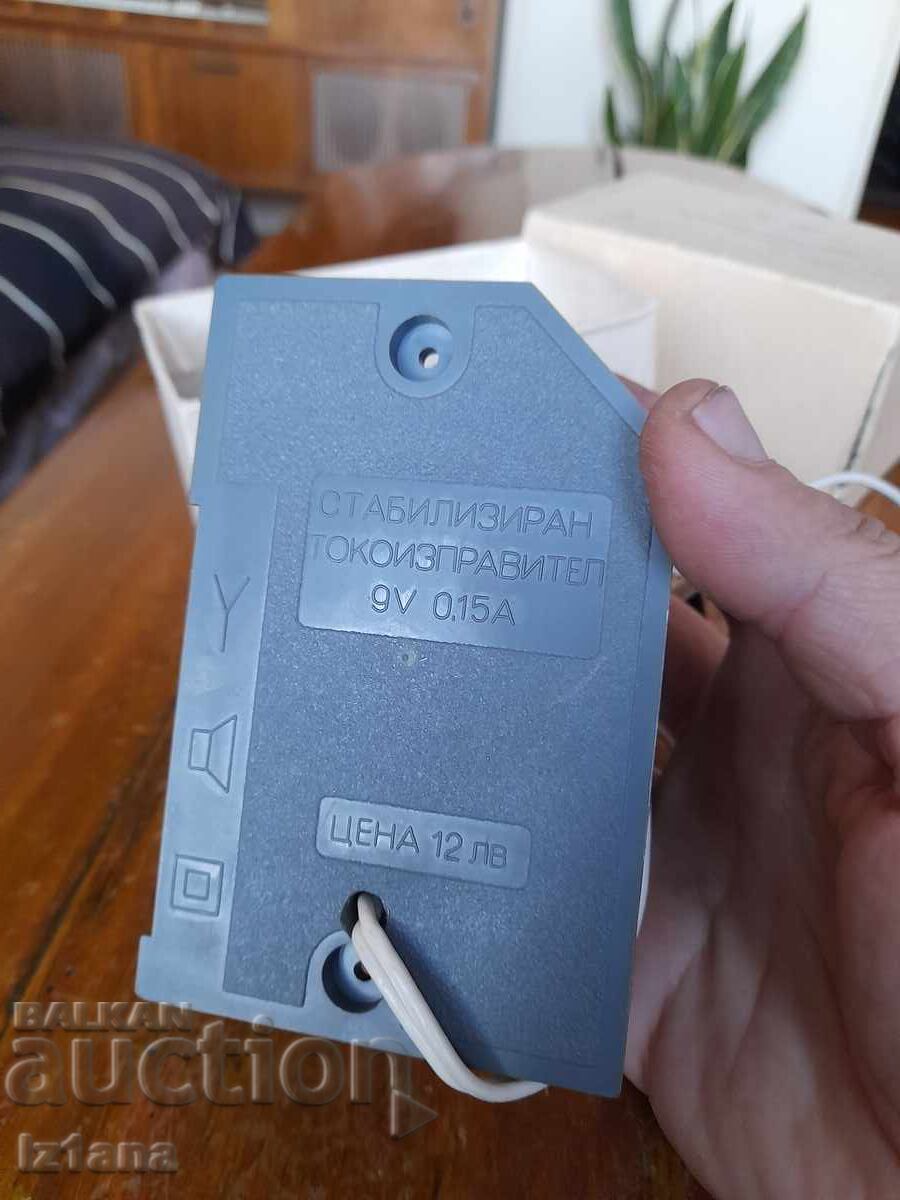 СТАБИЛИЗИРАН
ТОКОИЗПРАВИТЕЛ
9V 0,15A
ЦЕНА 12 лв
BALKAN
auction
Iz1ana